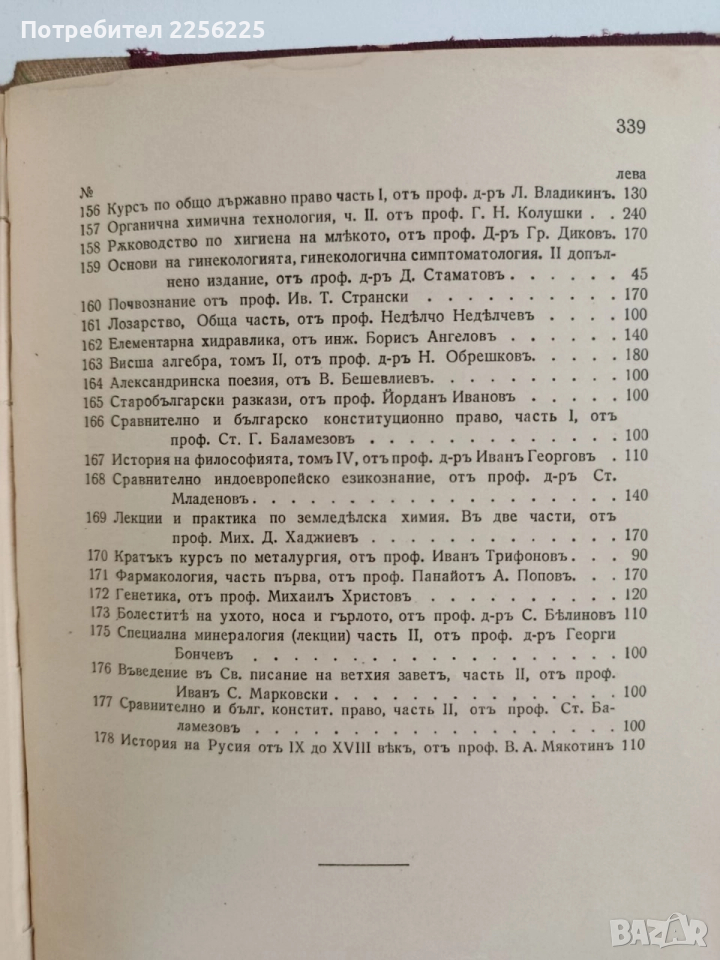 Потребител 2256225
339
№ лева
156 Курсъ по общо държавно право часть I, отъ проф. д-ръ Л. Владикинъ. 130
157 Органична химична технология, ч. II. отъ проф. Г. Н. Колушки . 240
158 Рѫководство по хигиена на млѣкото, отъ проф. Д-ръ Гр. Диковъ. 170
159 Основи на гинекологията, гинекологична симптоматология. II допъл-
нено издание, отъ проф. д-ръ Д. Стаматовъ . . . . . . 45
160 Почвознание отъ проф. Ив. Т. Странски . . . . . . . . . . 170
161 Лозарство, Обща часть, отъ проф. Недѣлчо Недѣлчевъ . . . . 100
162 Елементарна хидравлика, отъ инж. Борисъ Ангеловъ . . . . . . 140
163 Висша алгебра, томъ II, отъ проф. д-ръ Н. Обрешковъ. . . . . 180
164 Александринска поезия, отъ В. Бешевлиевъ. . . . . . . . . 100
165 Старобългарски разкази, отъ проф. Йорданъ Ивановъ . . . . . 100
166 Сравнително и българско конституционно право, часть I, отъ
проф. Ст. Г. Баламезовъ . . . . . . . . . . . . 100
167 История на философията, томъ IV, отъ проф. д-ръ Иванъ Георговъ . 110
168 Сравнително индоевропейско езикознание, отъ проф. д-ръ Ст.
Младеновъ . . . . . . . . . . . . . . . . . 140
169 Лекции и практика по земледѣлска химия. Въ две части, отъ
проф. Мих. Д. Хаджиевъ . . . . . . . . . . . . 170
170 Кратъкъ курсъ по металургия, отъ проф. Иванъ Трифоновъ . . . 90
171 Фармакология, часть първа, отъ проф. Панайотъ А. Поповъ. . . 170
172 Генетика, отъ проф. Михаилъ Христовъ . . . . . . . . . . 120
173 Болеститѣ на ухото, носа и гърлото, отъ проф. д-ръ С. Бѣлиновъ 110
175 Специална минералогия (лекции) часть II, отъ проф. д-ръ Георги
Бончевъ . . . . . . . . . . . . . . . . . . 100
176 Въведение въ Св. писание на ветхия заветъ, часть II, отъ проф.
Иванъ С. Марковски . . . . . . . . . . . . . . 100
177 Сравнително и бълг. констит. право, часть II, отъ проф. Ст. Ба-
ламезовъ . . . . . . . . . . . . . . . . . . 100
178 История на Русия отъ IX до XVIII вѣкъ, отъ проф. В. А. Мякотинъ 110
BAZAR